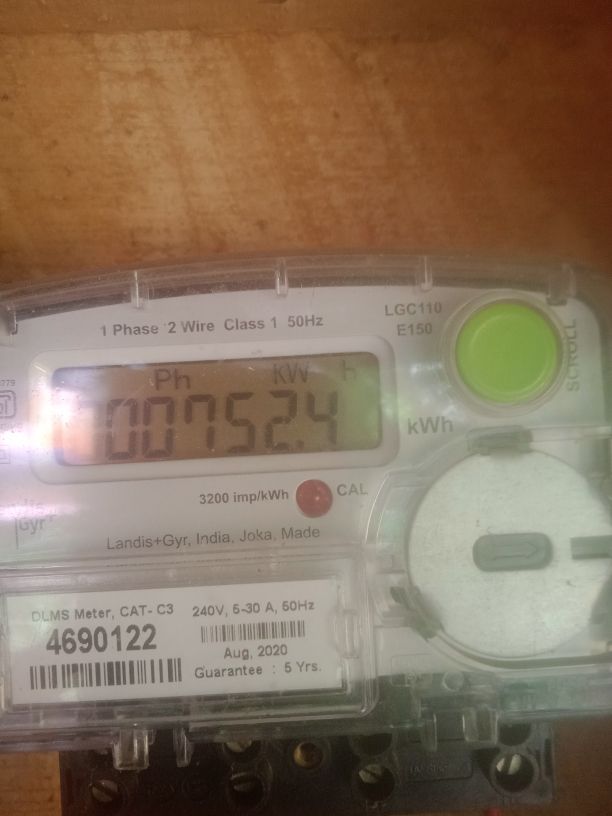 1 Phase 2 Wire Class 1 50Hz
LGC110
E150
SCROLL
Ph KW h
00752.4
kWh
3200 imp/kWh
CAL
Gyr+
Landis+Gyr, India, Joka, Made
DLMS Meter, CAT- C3
240V, 5-30 A, 50Hz
4690122
Aug, 2020
Guarantee : 5 Yrs.